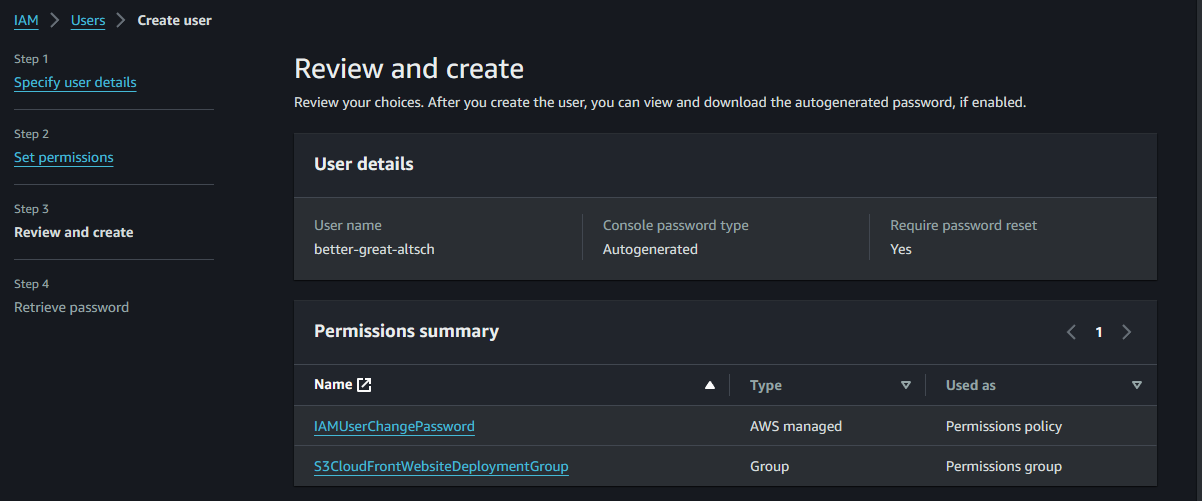 IAM > Users > Create user
Step 1
Specify user details
Step 2
Set permissions
Step 3
Review and create
Step 4
Retrieve password
Review and create
Review your choices. After you create the user, you can view and download the autogenerated password, if enabled.
User details
User name Console password type Require password reset
better-great-altsch Autogenerated Yes
Permissions summary 1
Name Type Used as
IAMUserChangePassword AWS managed Permissions policy
S3CloudFrontWebsiteDeploymentGroup Group Permissions group